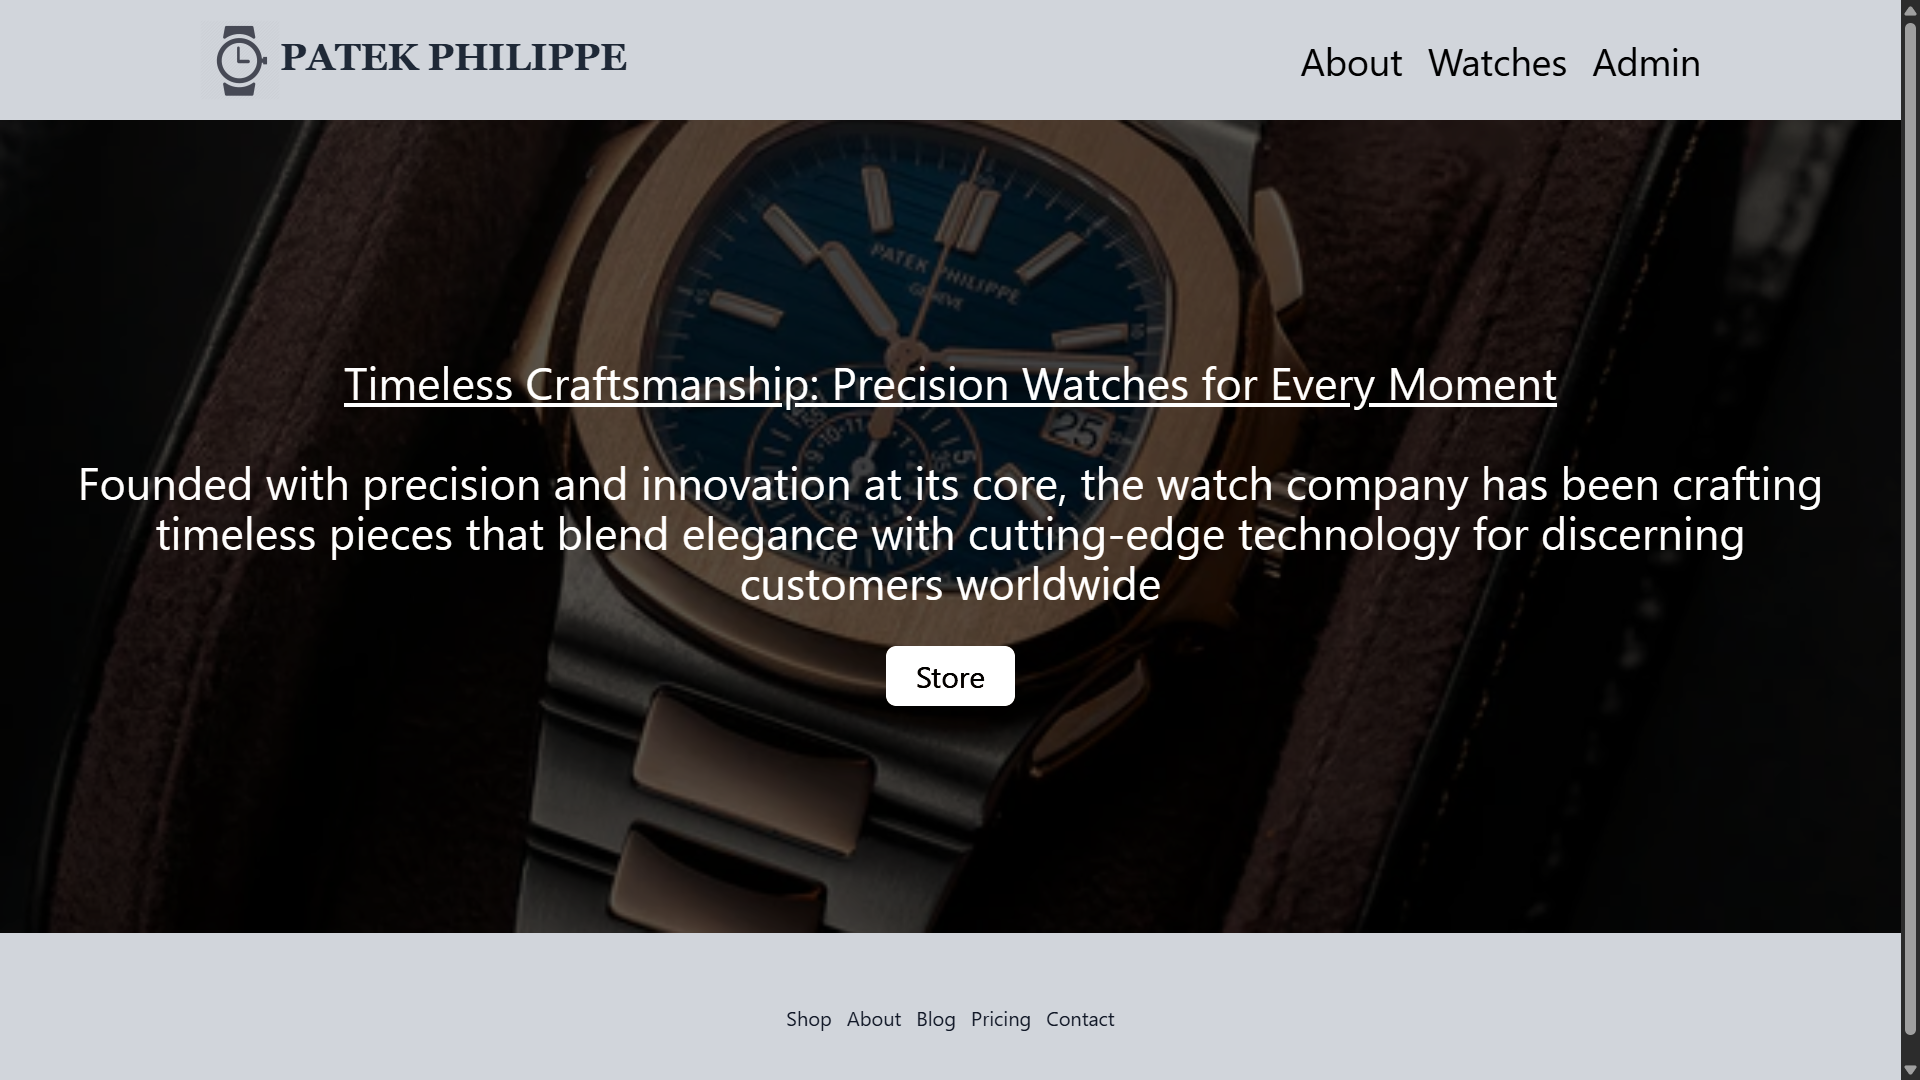 PATEK PHILIPPE
About Watches Admin
PATEK PHILIPPE
GENÈVE
Timeless Craftsmanship: Precision Watches for Every Moment
25
Founded with precision and innovation at its core, the watch company has been crafting
timeless pieces that blend elegance with cutting-edge technology for discerning
customers worldwide
Store
Shop About Blog Pricing Contact